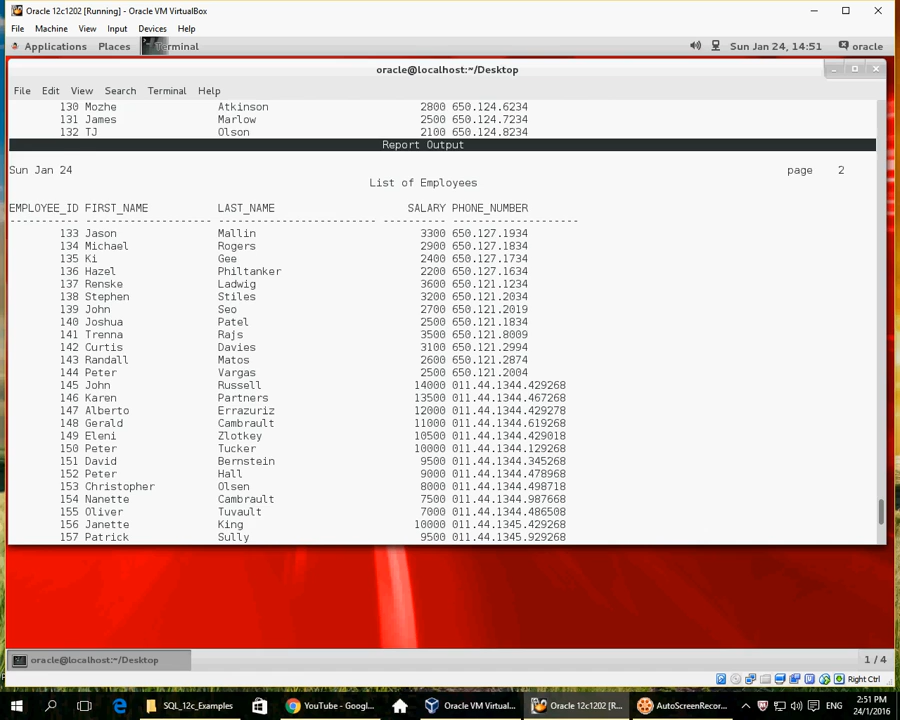 Oracle 12c1202 [Running] - Oracle VM VirtualBox
File Machine View Input Devices Help
Applications Places Terminal Sun Jan 24, 14:51 oracle
oracle@localhost:~/Desktop
File Edit View Search Terminal Help
130 Mozhe Atkinson 2800 650.124.6234
131 James Marlow 2500 650.124.7234
132 TJ Olson 2100 650.124.8234
Report Output
Sun Jan 24 page 2
List of Employees
EMPLOYEE_ID FIRST_NAME LAST_NAME SALARY PHONE_NUMBER
----------- -------------------- ------------------------- ---------- --------------------
133 Jason Mallin 3300 650.127.1934
134 Michael Rogers 2900 650.127.1834
135 Ki Gee 2400 650.127.1734
136 Hazel Philtanker 2200 650.127.1634
137 Renske Ladwig 3600 650.121.1234
138 Stephen Stiles 3200 650.121.2034
139 John Seo 2700 650.121.2019
140 Joshua Patel 2500 650.121.1834
141 Trenna Rajs 3500 650.121.8009
142 Curtis Davies 3100 650.121.2994
143 Randall Matos 2600 650.121.2874
144 Peter Vargas 2500 650.121.2004
145 John Russell 14000 011.44.1344.429268
146 Karen Partners 13500 011.44.1344.467268
147 Alberto Errazuriz 12000 011.44.1344.429278
148 Gerald Cambrault 11000 011.44.1344.619268
149 Eleni Zlotkey 10500 011.44.1344.429018
150 Peter Tucker 10000 011.44.1344.129268
151 David Bernstein 9500 011.44.1344.345268
152 Peter Hall 9000 011.44.1344.478968
153 Christopher Olsen 8000 011.44.1344.498718
154 Nanette Cambrault 7500 011.44.1344.987668
155 Oliver Tuvault 7000 011.44.1344.486508
156 Janette King 10000 011.44.1345.429268
157 Patrick Sully 9500 011.44.1345.929268
oracle@localhost:~/Desktop 1 / 4
Right Ctrl
SQL_12c_Examples YouTube - Googl... Oracle VM Virtual... Oracle 12c1202 [R... AutoScreenRecor... ENG 2:51 PM
24/1/2016